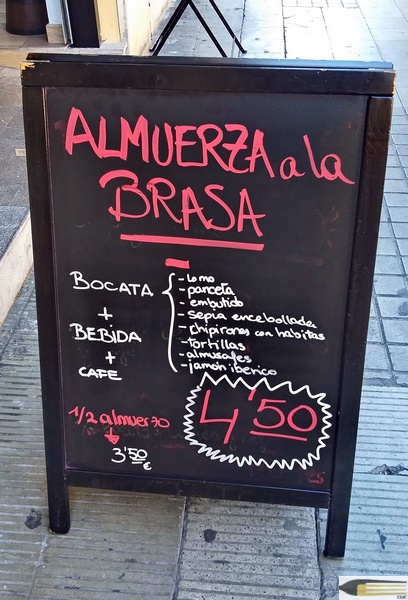 ALMUERZA a la
BRASA
BOCATA
+
BEBIDA
+
CAFE
- Lomo
- panceta
- embutido
- sepia encebollada
- chipirones con habitas
- tortillas
- almussafes
- jamón iberico
4'50
1/2 almuerzo
3'50 €